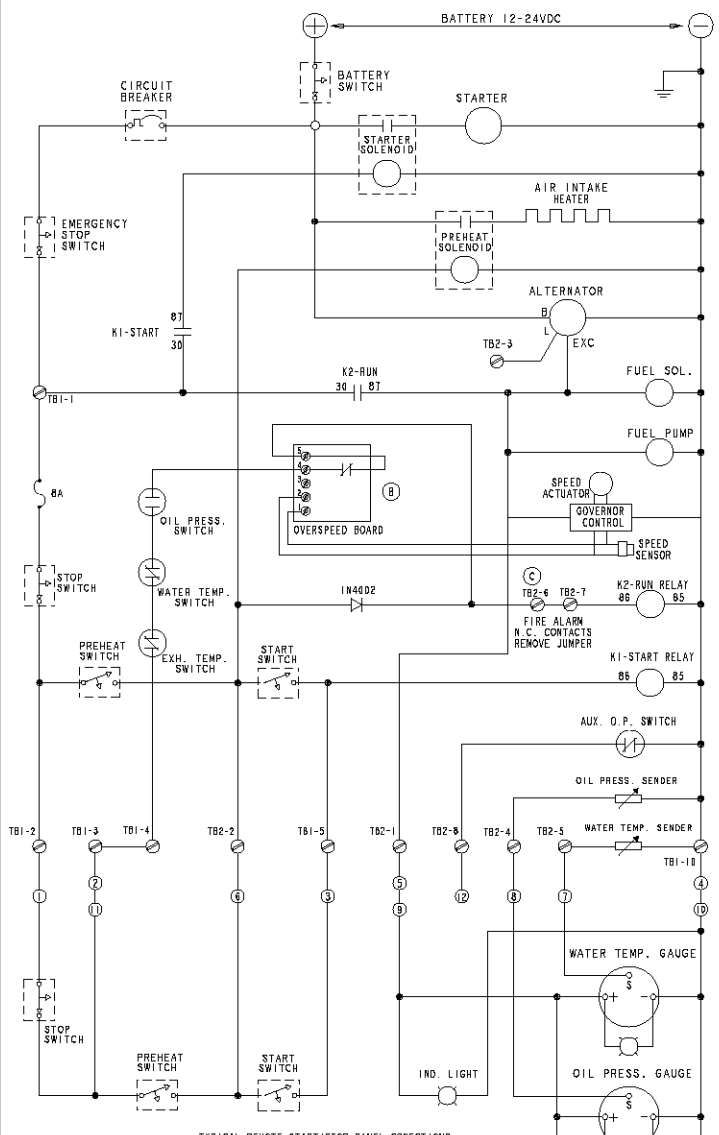 BATTERY 12-24VDC
BATTERY
SWITCH
CIRCUIT
BREAKER
STARTER
STARTER
SOLENOID
AIR INTAKE
HEATER
EMERGENCY
STOP
SWITCH
PREHEAT
SOLENOID
ALTERNATOR
B
L
EXC
87
K1-START
30
TB2-3
K2-RUN
30 87
FUEL SOL.
TB1-1
FUEL PUMP
5
4
3
2
1
B
8A
OIL PRESS.
SWITCH
OVERSPEED BOARD
SPEED
ACTUATOR
GOVERNOR
CONTROL
SPEED
SENSOR
STOP
SWITCH
WATER TEMP.
SWITCH
1N4002
C
TB2-6 TB2-7
K2-RUN RELAY
86 85
FIRE ALARM
N.C. CONTACTS
REMOVE JUMPER
PREHEAT
SWITCH
EXH. TEMP.
SWITCH
START
SWITCH
K1-START RELAY
86 85
AUX. O.P. SWITCH
OIL PRESS. SENDER
TB1-2 TB1-3 TB1-4 TB2-2 TB1-5 TB2-1 TB2-8 TB2-4 TB2-5 WATER TEMP. SENDER
TB1-10
1 2 6 3 5 12 8 7 4
11 9 10
WATER TEMP. GAUGE
S
+ -
STOP
SWITCH
PREHEAT
SWITCH
START
SWITCH
IND. LIGHT
OIL PRESS. GAUGE
S
+ -